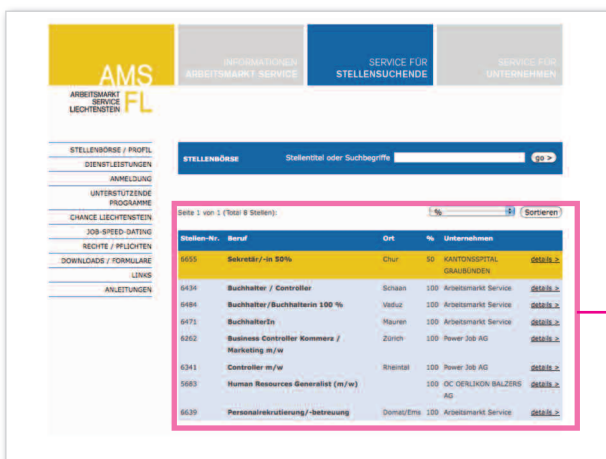 AMS
ARBEITSMARKT
SERVICE
LIECHTENSTEIN
FL
INFORMATIONEN
ARBEITSMARKT SERVICE
SERVICE FÜR
STELLENSUCHENDE
SERVICE FÜR
UNTERNEHMEN
STELLENBÖRSE / PROFIL
DIENSTLEISTUNGEN
ANMELDUNG
UNTERSTÜTZENDE
PROGRAMME
CHANCE LIECHTENSTEIN
JOB-SPEED-DATING
RECHTE / PFLICHTEN
DOWNLOADS / FORMULARE
LINKS
ANLEITUNGEN
STELLENBÖRSE Stellentitel oder Suchbegriffe go >
Seite 1 von 1 (Total 8 Stellen): % Sortieren
Stellen-Nr. Beruf Ort % Unternehmen
6655 Sekretär/-in 50% Chur 50 KANTONSSPITAL GRAUBÜNDEN details >
6434 Buchhalter / Controller Schaan 100 Arbeitsmarkt Service details >
6484 Buchhalter/Buchhalterin 100 % Vaduz 100 Arbeitsmarkt Service details >
6471 BuchhalterIn Mauren 100 Arbeitsmarkt Service details >
6262 Business Controller Kommerz / Marketing m/w Zürich 100 Power Job AG details >
6341 Controller m/w Rheintal 100 Power Job AG details >
5683 Human Resources Generalist (m/w) 100 OC OERLIKON BALZERS AG details >
6639 Personalrekrutierung/-betreuung Domat/Ems 100 Arbeitsmarkt Service details >